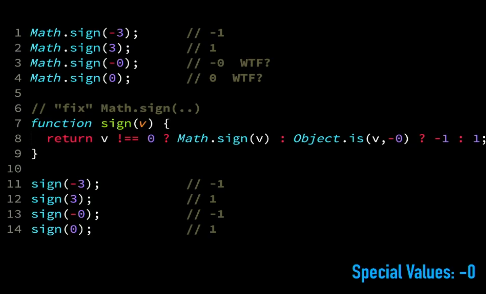 1 Math.sign(-3); // -1
2 Math.sign(3); // 1
3 Math.sign(-0); // -0 WTF?
4 Math.sign(0); // 0 WTF?
5
6 // "fix" Math.sign(..)
7 function sign(v) {
8 return v !== 0 ? Math.sign(v) : Object.is(v,-0) ? -1 : 1;
9 }
10
11 sign(-3); // -1
12 sign(3); // 1
13 sign(-0); // -1
14 sign(0); // 1
Special Values: -0